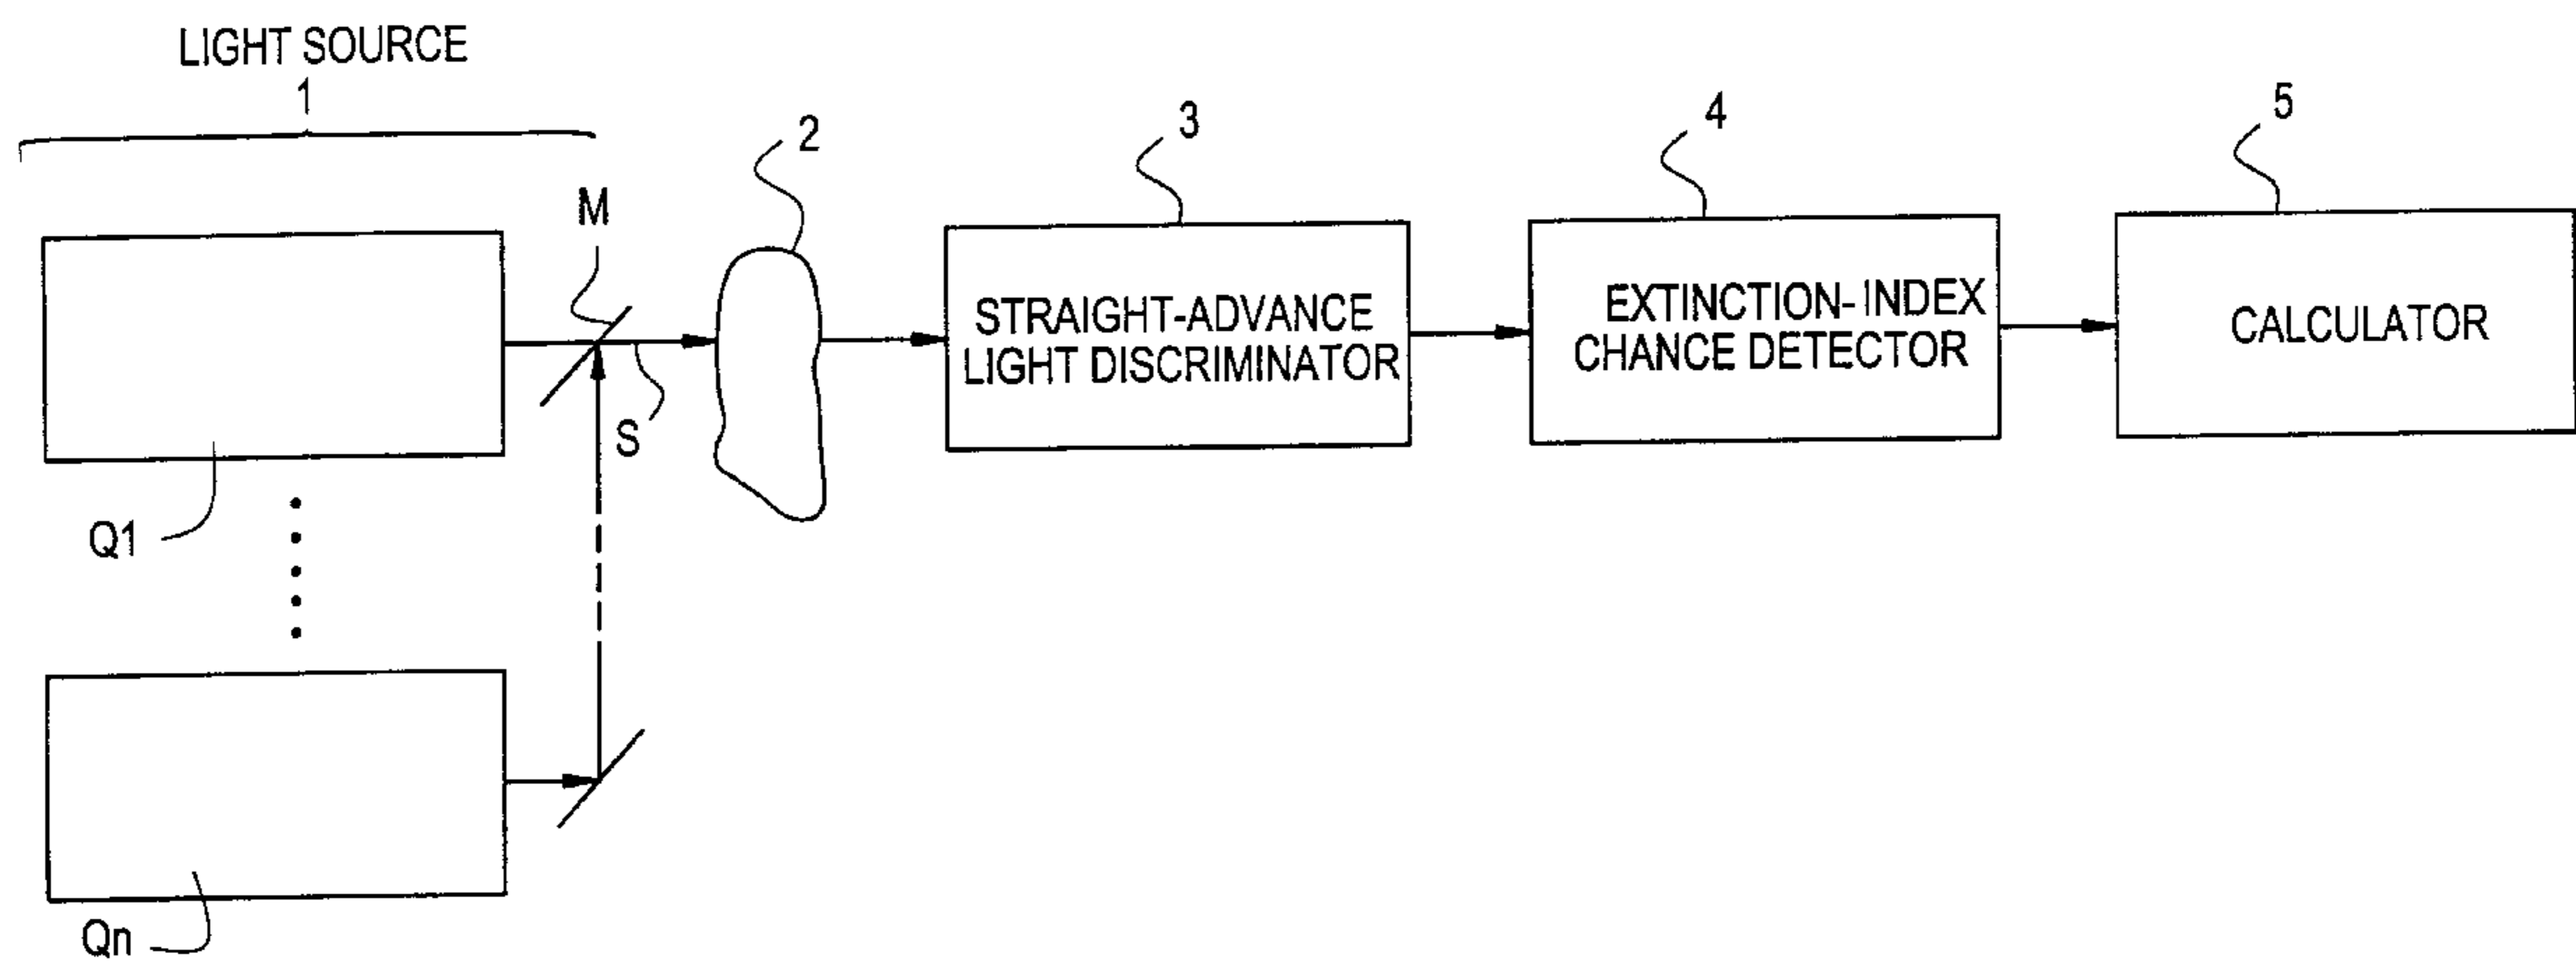 LIGHT SOURCE
1
2
3
4
5
M
STRAIGHT-ADVANCE
LIGHT DISCRIMINATOR
EXTINCTION-INDEX
CHANCE DETECTOR
CALCULATOR
S
Q1
Qn